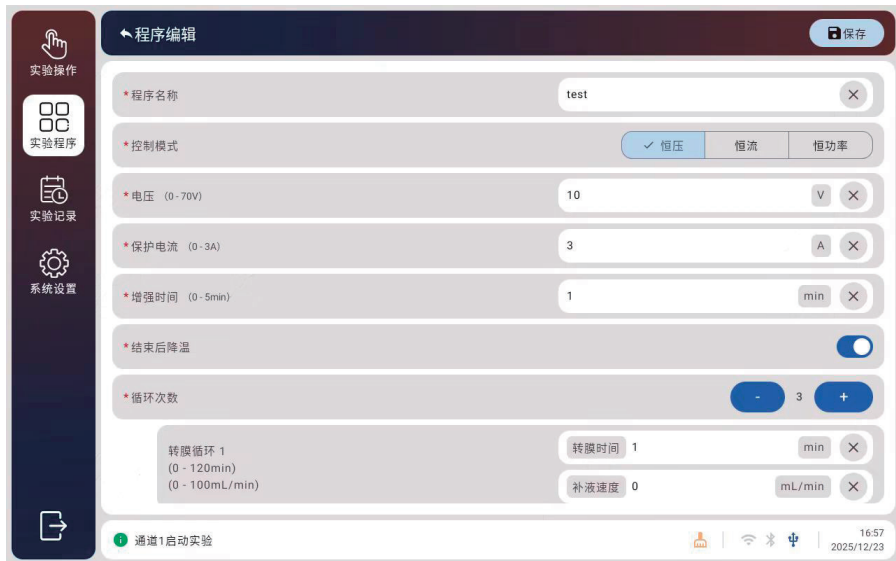 实验操作
实验程序
实验记录
系统设置
程序编辑
保存
*程序名称
test
*控制模式
恒压 恒流 恒功率
*电压 (0-70V)
10 V
*保护电流 (0-3A)
3 A
*增强时间 (0-5min)
1 min
*结束后降温
*循环次数
- 3 +
转膜循环 1
(0 - 120min)
(0 - 100mL/min)
转膜时间 1 min
补液速度 0 mL/min
通道1启动实验
16:57
2025/12/23